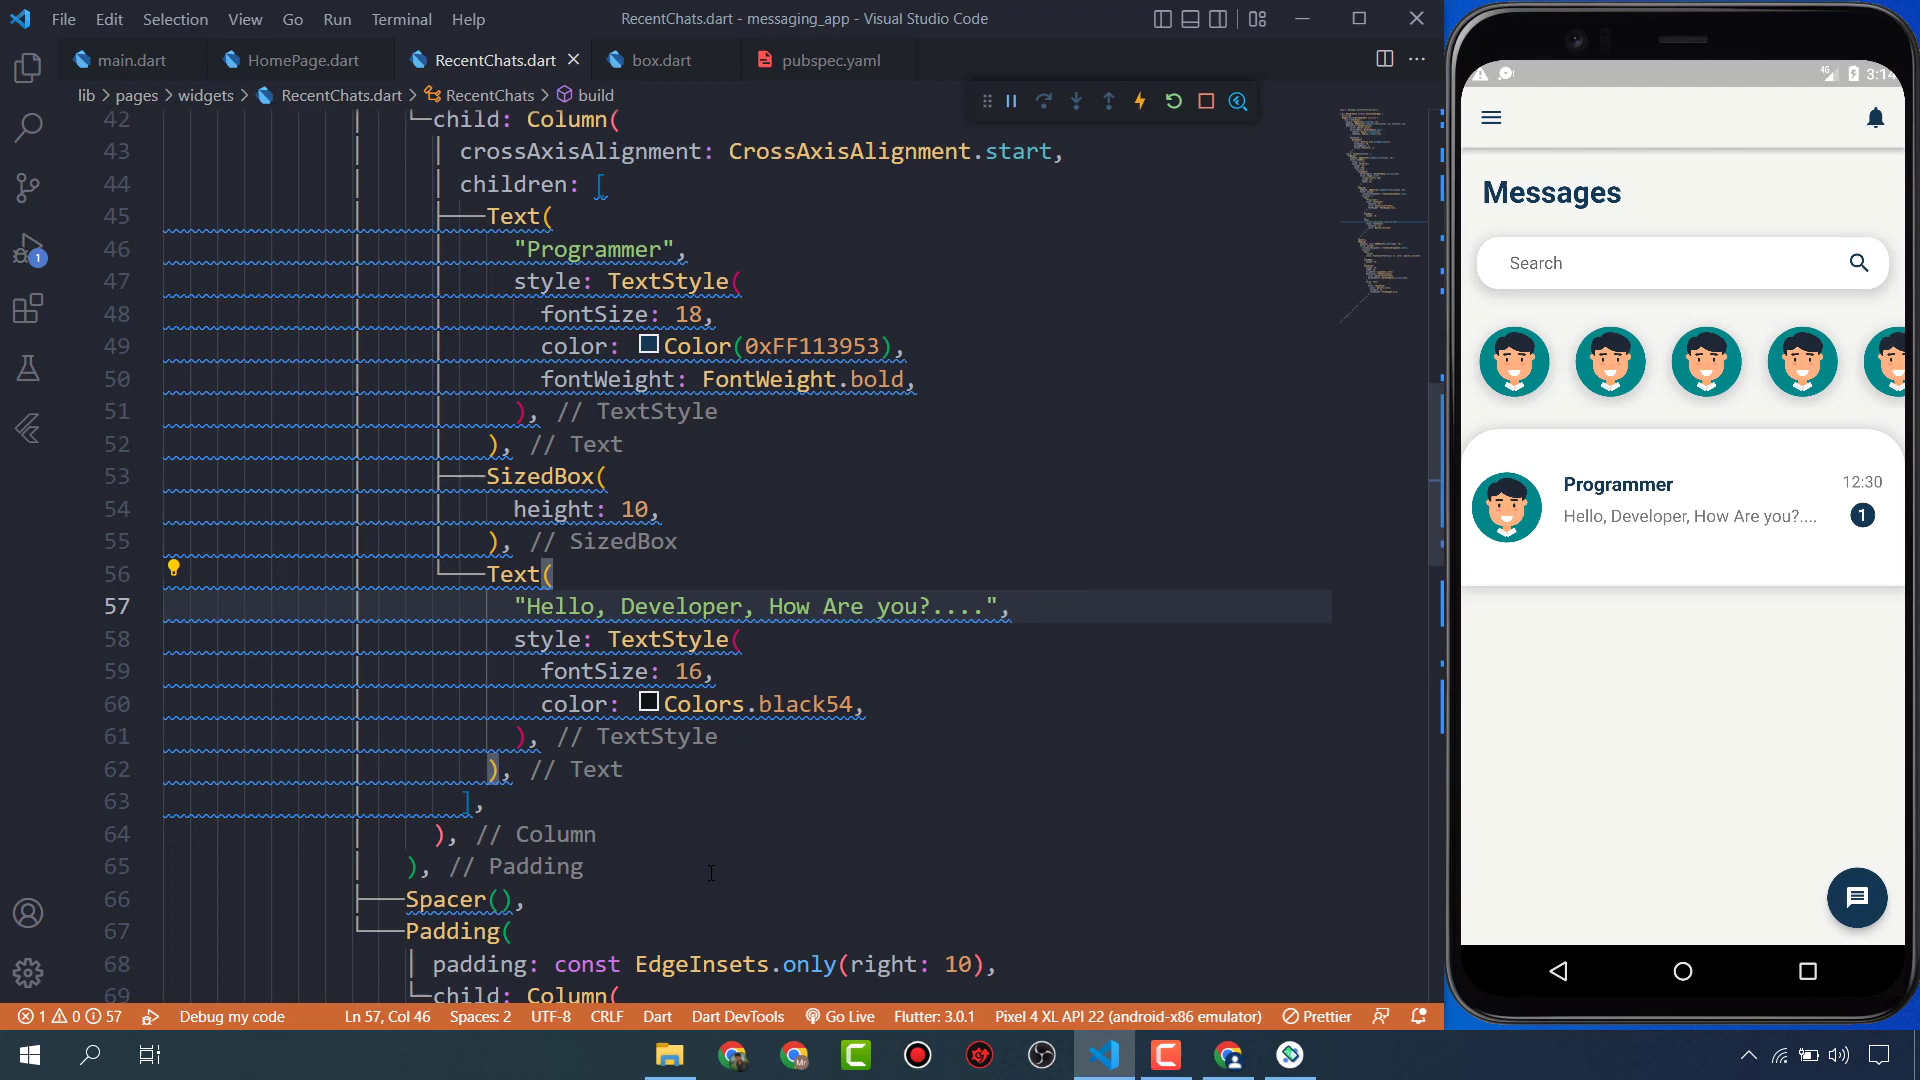 File Edit Selection View Go Run Terminal Help
RecentChats.dart - messaging_app - Visual Studio Code
main.dart
HomePage.dart
RecentChats.dart
box.dart
pubspec.yaml
lib > pages > widgets > RecentChats.dart > RecentChats > build
42 child: Column(
43 crossAxisAlignment: CrossAxisAlignment.start,
44 children: [
45 Text(
46 "Programmer",
47 style: TextStyle(
48 fontSize: 18,
49 color: Color(0xFF113953),
50 fontWeight: FontWeight.bold,
51 ), // TextStyle
52 ), // Text
53 SizedBox(
54 height: 10,
55 ), // SizedBox
56 Text(
57 "Hello, Developer, How Are you?....",
58 style: TextStyle(
59 fontSize: 16,
60 color: Colors.black54,
61 ), // TextStyle
62 ), // Text
63 ],
64 ), // Column
65 ), // Padding
66 Spacer(),
67 Padding(
68 padding: const EdgeInsets.only(right: 10),
69 child: Column(
1
1 0 57 Debug my code Ln 57, Col 46 Spaces: 2 UTF-8 CRLF Dart Dart DevTools Go Live Flutter: 3.0.1 Pixel 4 XL API 22 (android-x86 emulator) Prettier
4G 3:14
Messages
Search
Programmer
12:30
Hello, Developer, How Are you?....
1